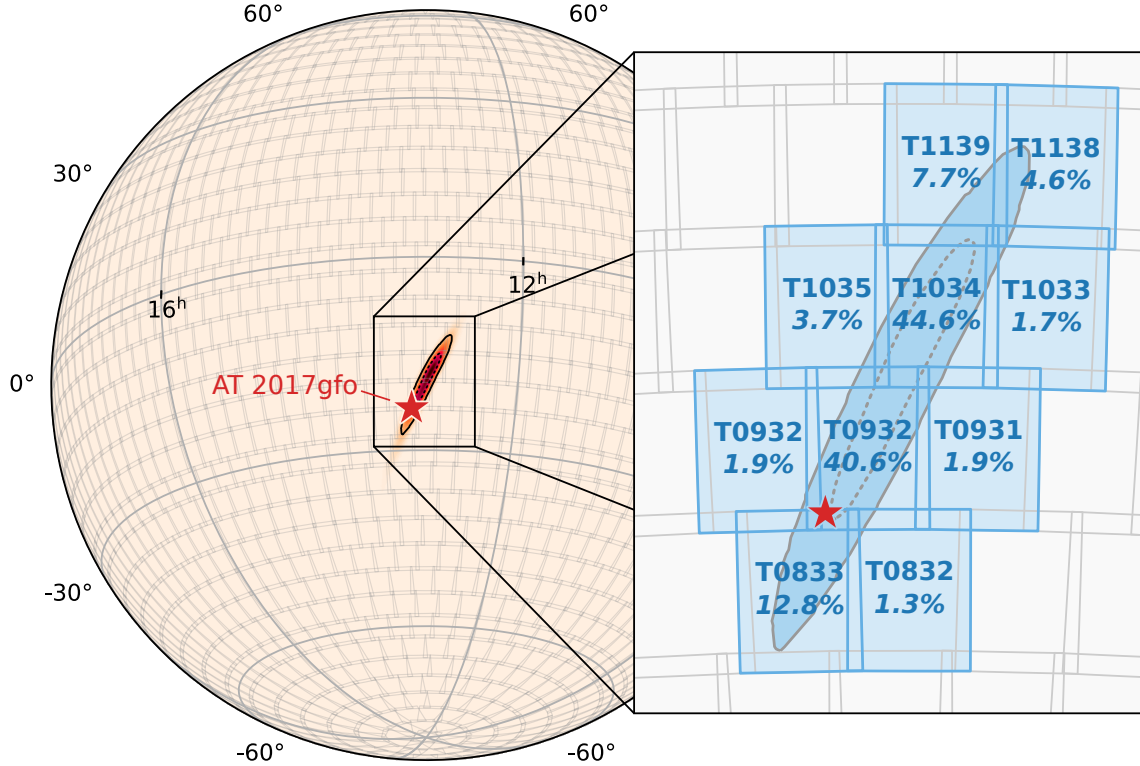 60°
60°
30°
16ʰ
12ʰ
0°
AT 2017gfo
-30°
-60°
-60°
T1139
7.7%
T1138
4.6%
T1035
3.7%
T1034
44.6%
T1033
1.7%
T0932
1.9%
T0932
40.6%
T0931
1.9%
T0833
12.8%
T0832
1.3%